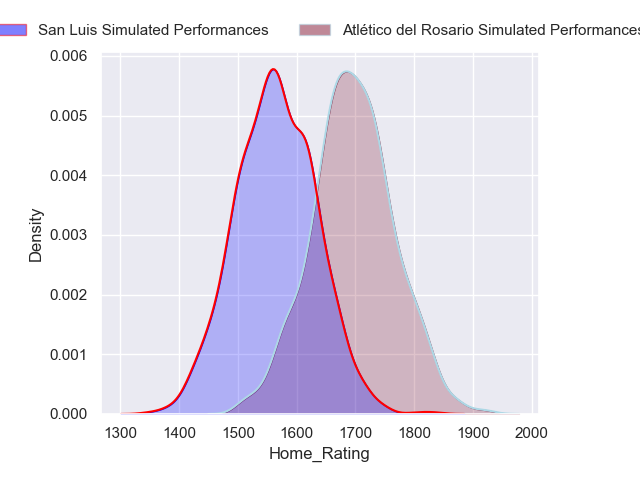 San Luis Simulated Performances
Atlético del Rosario Simulated Performances
0.006
0.005
0.004
0.003
0.002
0.001
0.000
Density
1300 1400 1500 1600 1700 1800 1900 2000
Home_Rating